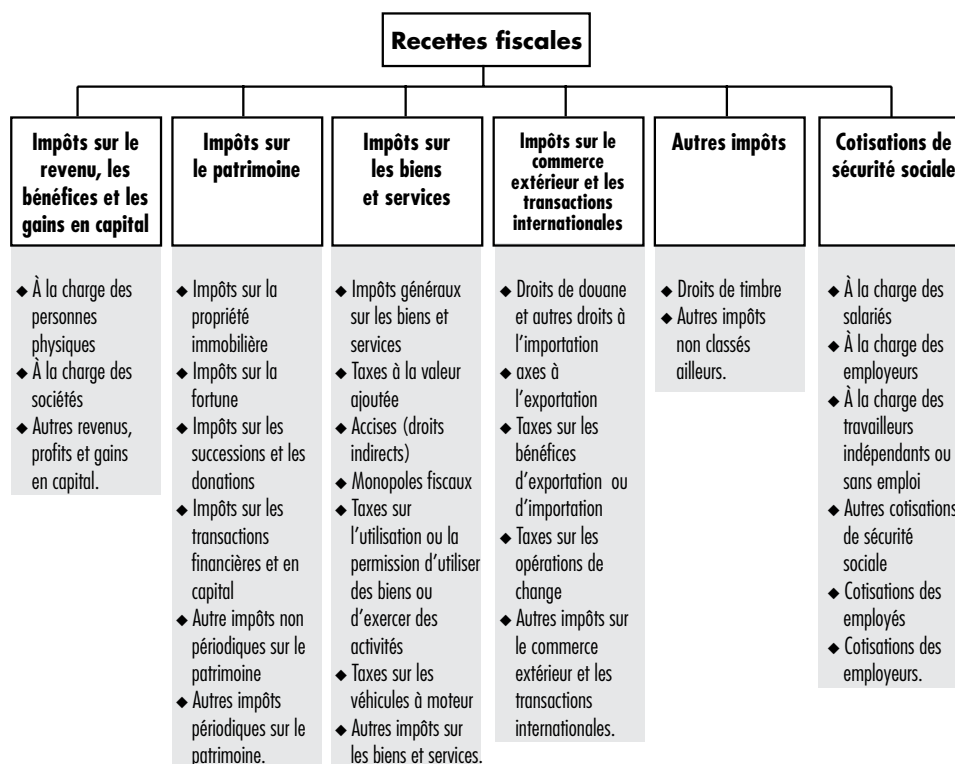 Recettes fiscales
Impôts sur le
revenu, les
bénéfices et les
gains en capital
◆ À la charge des
personnes
physiques
◆ À la charge des
sociétés
◆ Autres revenus,
profits et gains
en capital.
Impôts sur
le patrimoine
◆ Impôts sur la
propriété
immobilière
◆ Impôts sur la
fortune
◆ Impôts sur les
successions et les
donations
◆ Impôts sur les
transactions
financières et en
capital
◆ Autre impôts non
périodiques sur le
patrimoine
◆ Autres impôts
périodiques sur le
patrimoine.
Impôts sur
les biens
et services
◆ Impôts généraux
sur les biens et
services
◆ Taxes à la valeur
ajoutée
◆ Accises (droits
indirects)
◆ Monopoles fiscaux
◆ Taxes sur
l'utilisation ou la
permission d'utiliser
des biens ou
d'exercer des
activités
◆ Taxes sur les
véhicules à moteur
◆ Autres impôts sur
les biens et services.
Impôts sur le
commerce
extérieur et les
transactions
internationales
◆ Droits de douane
et autres droits à
l'importation
◆ axes à
l'exportation
◆ Taxes sur les
bénéfices
d'exportation ou
d'importation
◆ Taxes sur les
opérations de
change
◆ Autres impôts sur
le commerce
extérieur et les
transactions
internationales.
Autres impôts
◆ Droits de timbre
◆ Autres impôts
non classés
ailleurs.
Cotisations de
sécurité sociale
◆ À la charge des
salariés
◆ À la charge des
employeurs
◆ À la charge des
travailleurs
indépendants ou
sans emploi
◆ Autres cotisations
de sécurité
sociale
◆ Cotisations des
employés
◆ Cotisations des
employeurs.